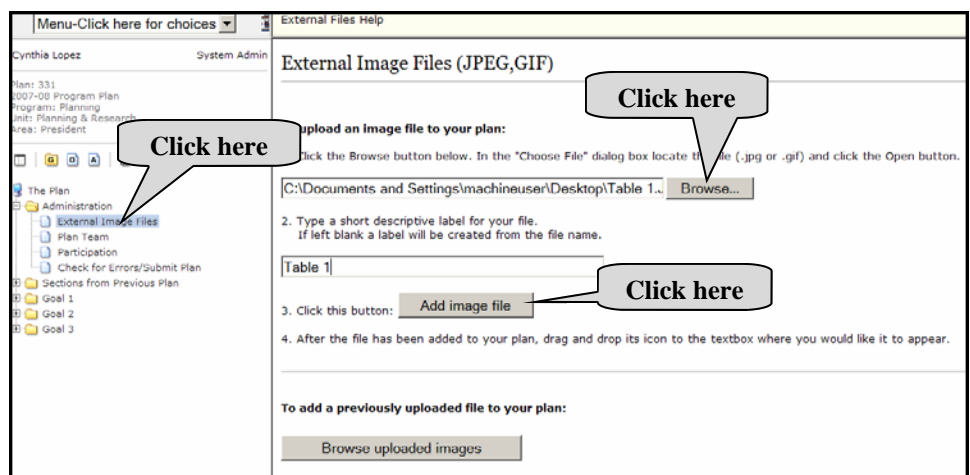 Menu-Click here for choices
External Files Help
Cynthia Lopez System Admin
Plan: 331
2007-08 Program Plan
Program: Planning
Unit: Planning & Research
Area: President
G O A
The Plan
Administration
External Image Files
Plan Team
Participation
Check for Errors/Submit Plan
Sections from Previous Plan
Goal 1
Goal 2
Goal 3
Click here
External Image Files (JPEG,GIF)
Click here
upload an image file to your plan:
Click the Browse button below. In the "Choose File" dialog box locate the file (.jpg or .gif) and click the Open button.
C:\Documents and Settings\machineuser\Desktop\Table 1. Browse...
2. Type a short descriptive label for your file.
If left blank a label will be created from the file name.
Table 1
Click here
3. Click this button: Add image file
4. After the file has been added to your plan, drag and drop its icon to the textbox where you would like it to appear.
To add a previously uploaded file to your plan:
Browse uploaded images